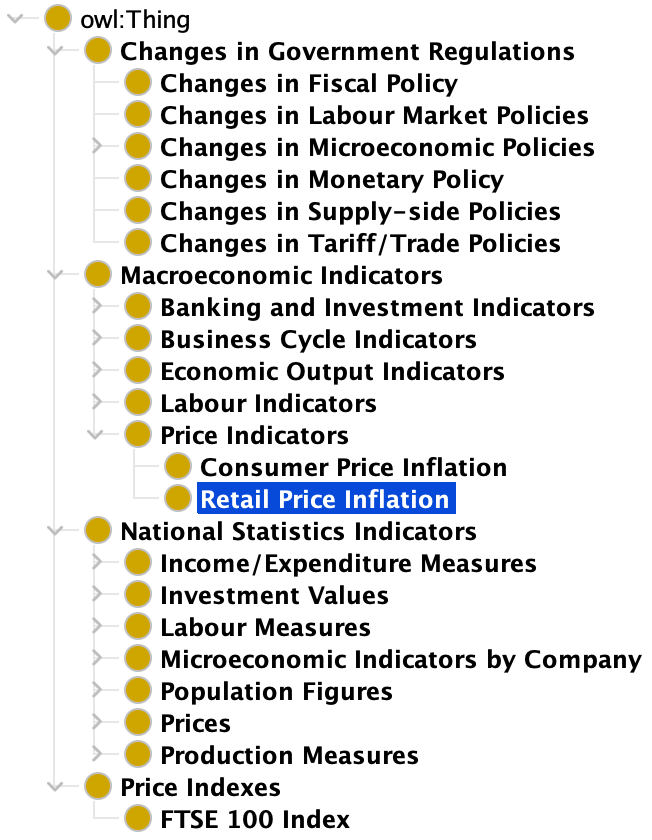 owl:Thing
Changes in Government Regulations
Changes in Fiscal Policy
Changes in Labour Market Policies
Changes in Microeconomic Policies
Changes in Monetary Policy
Changes in Supply-side Policies
Changes in Tariff/Trade Policies
Macroeconomic Indicators
Banking and Investment Indicators
Business Cycle Indicators
Economic Output Indicators
Labour Indicators
Price Indicators
Consumer Price Inflation
Retail Price Inflation
National Statistics Indicators
Income/Expenditure Measures
Investment Values
Labour Measures
Microeconomic Indicators by Company
Population Figures
Prices
Production Measures
Price Indexes
FTSE 100 Index